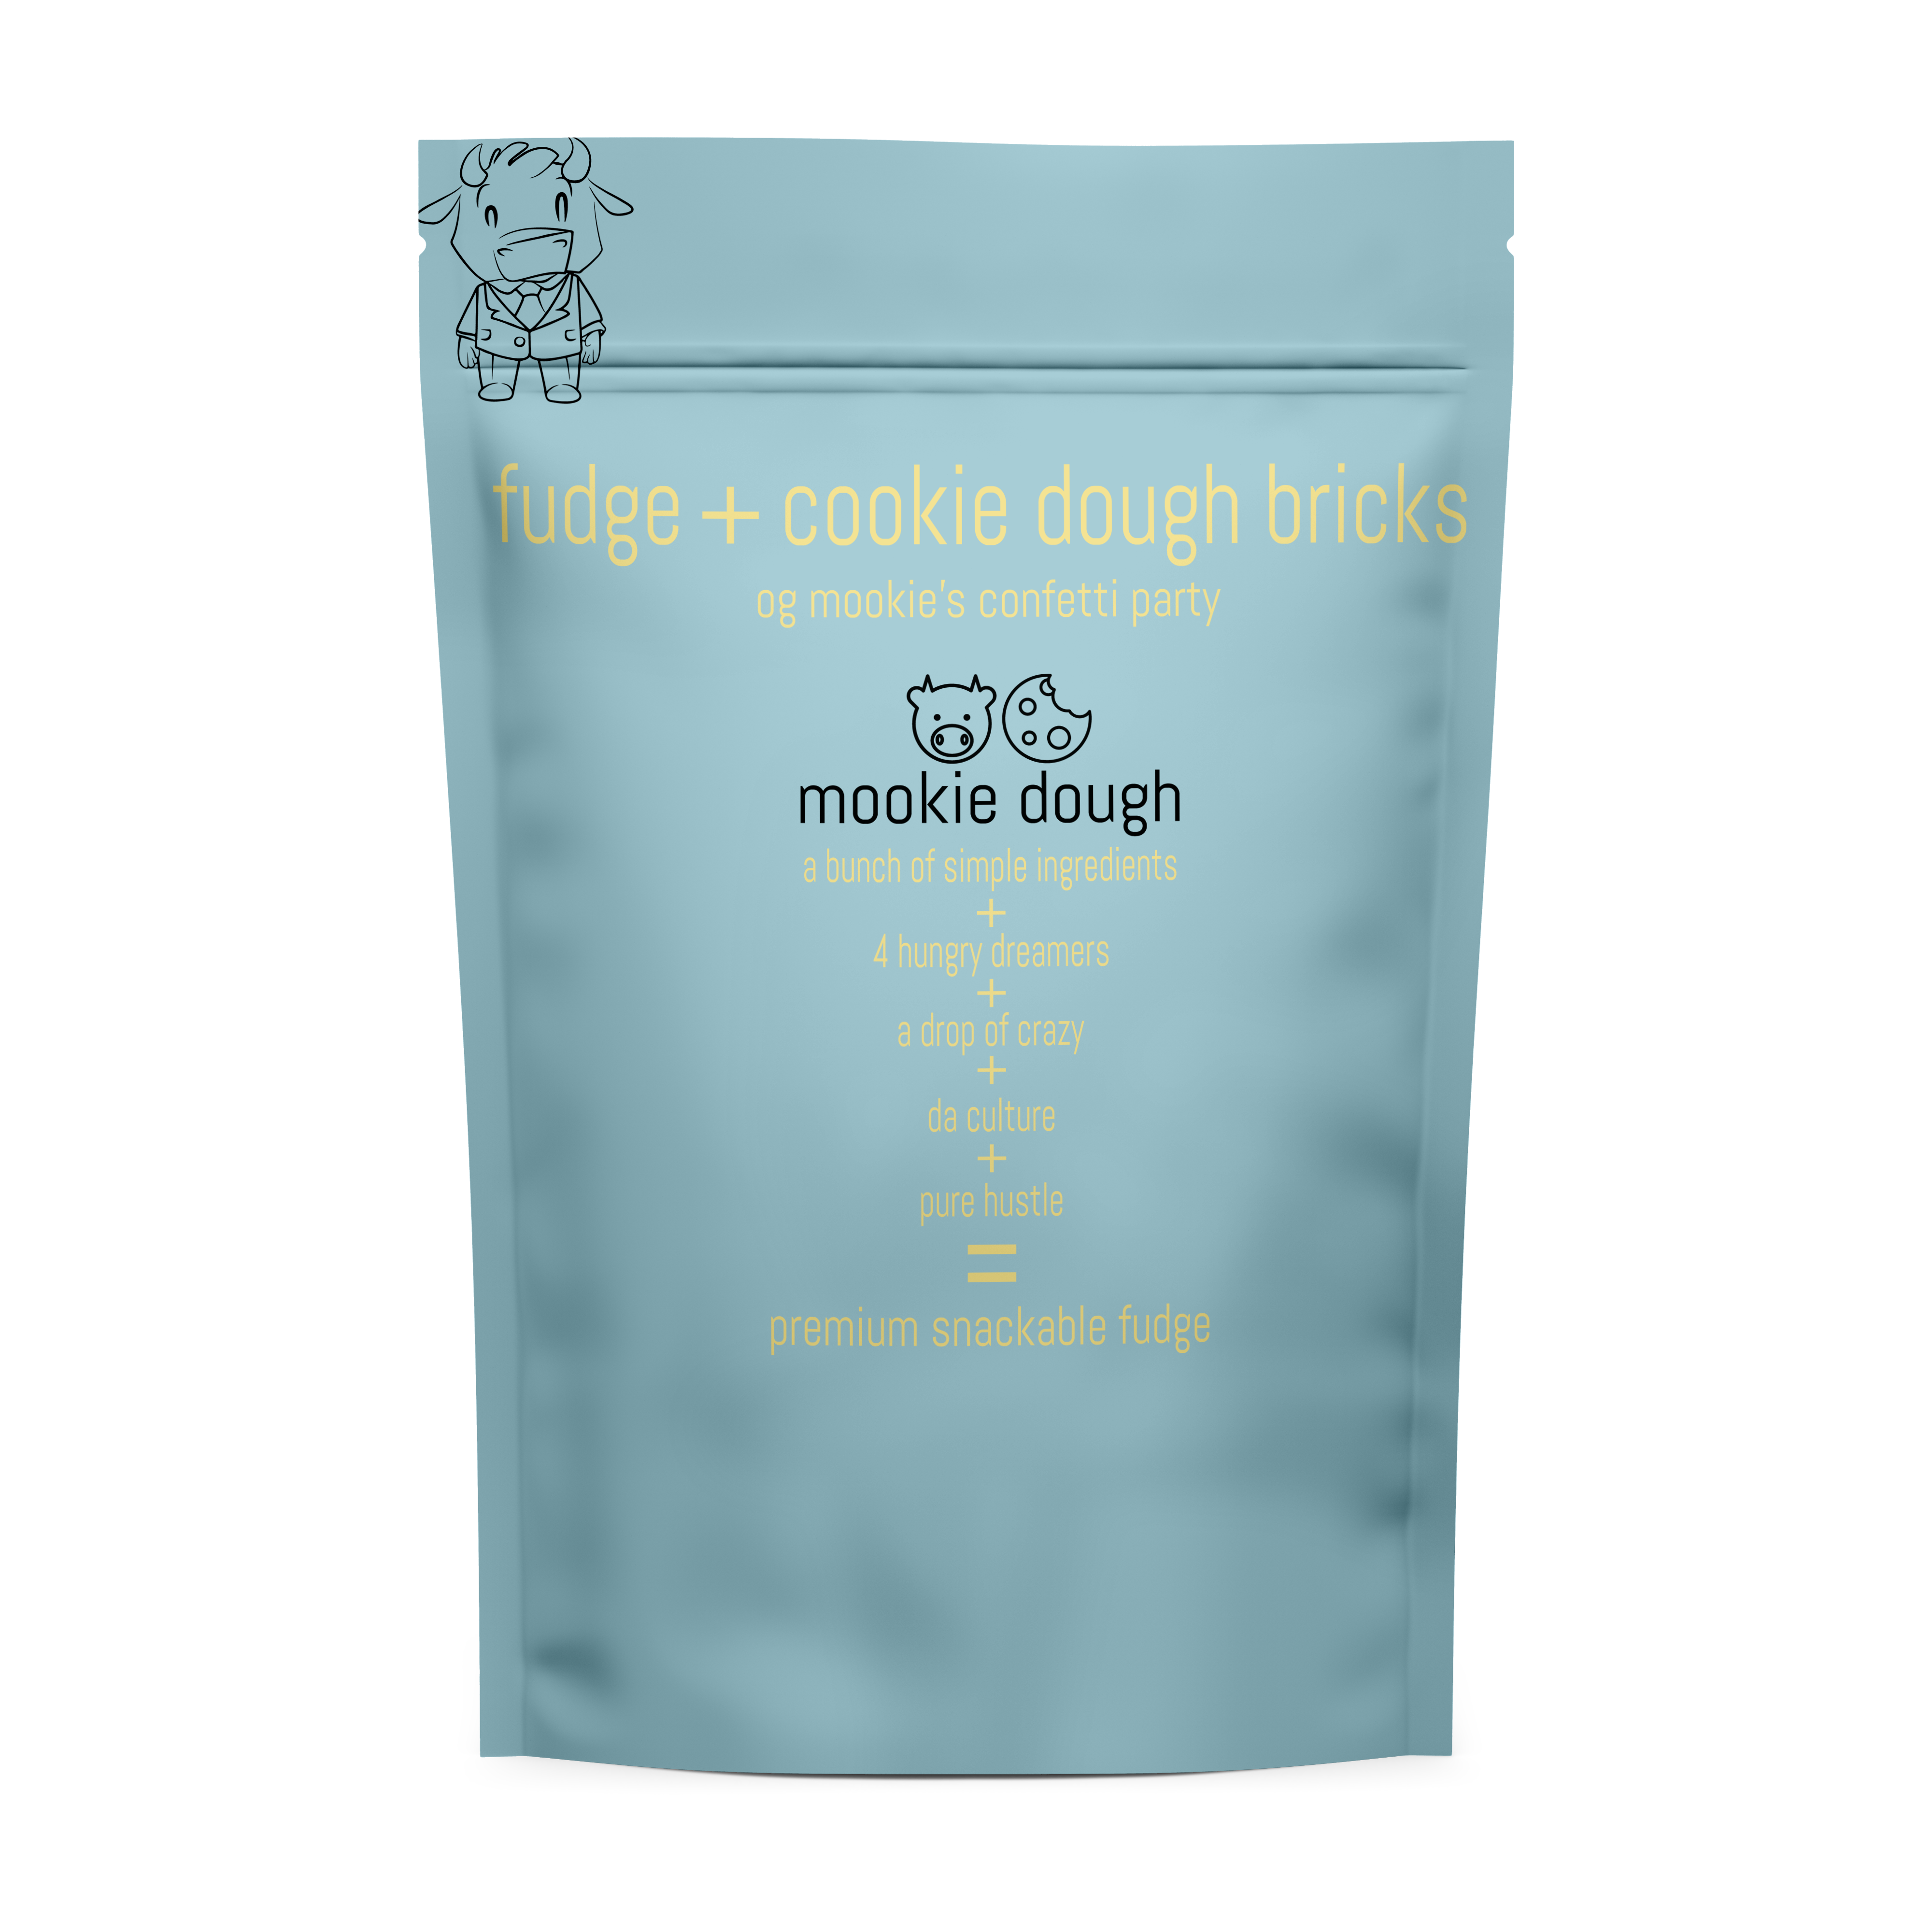 fudge + cookie dough bricks
og mookie's confetti party
mookie dough
a bunch of simple ingredients
+
4 hungry dreamers
+
a drop of crazy
+
da culture
+
pure hustle
=
premium snackable fudge